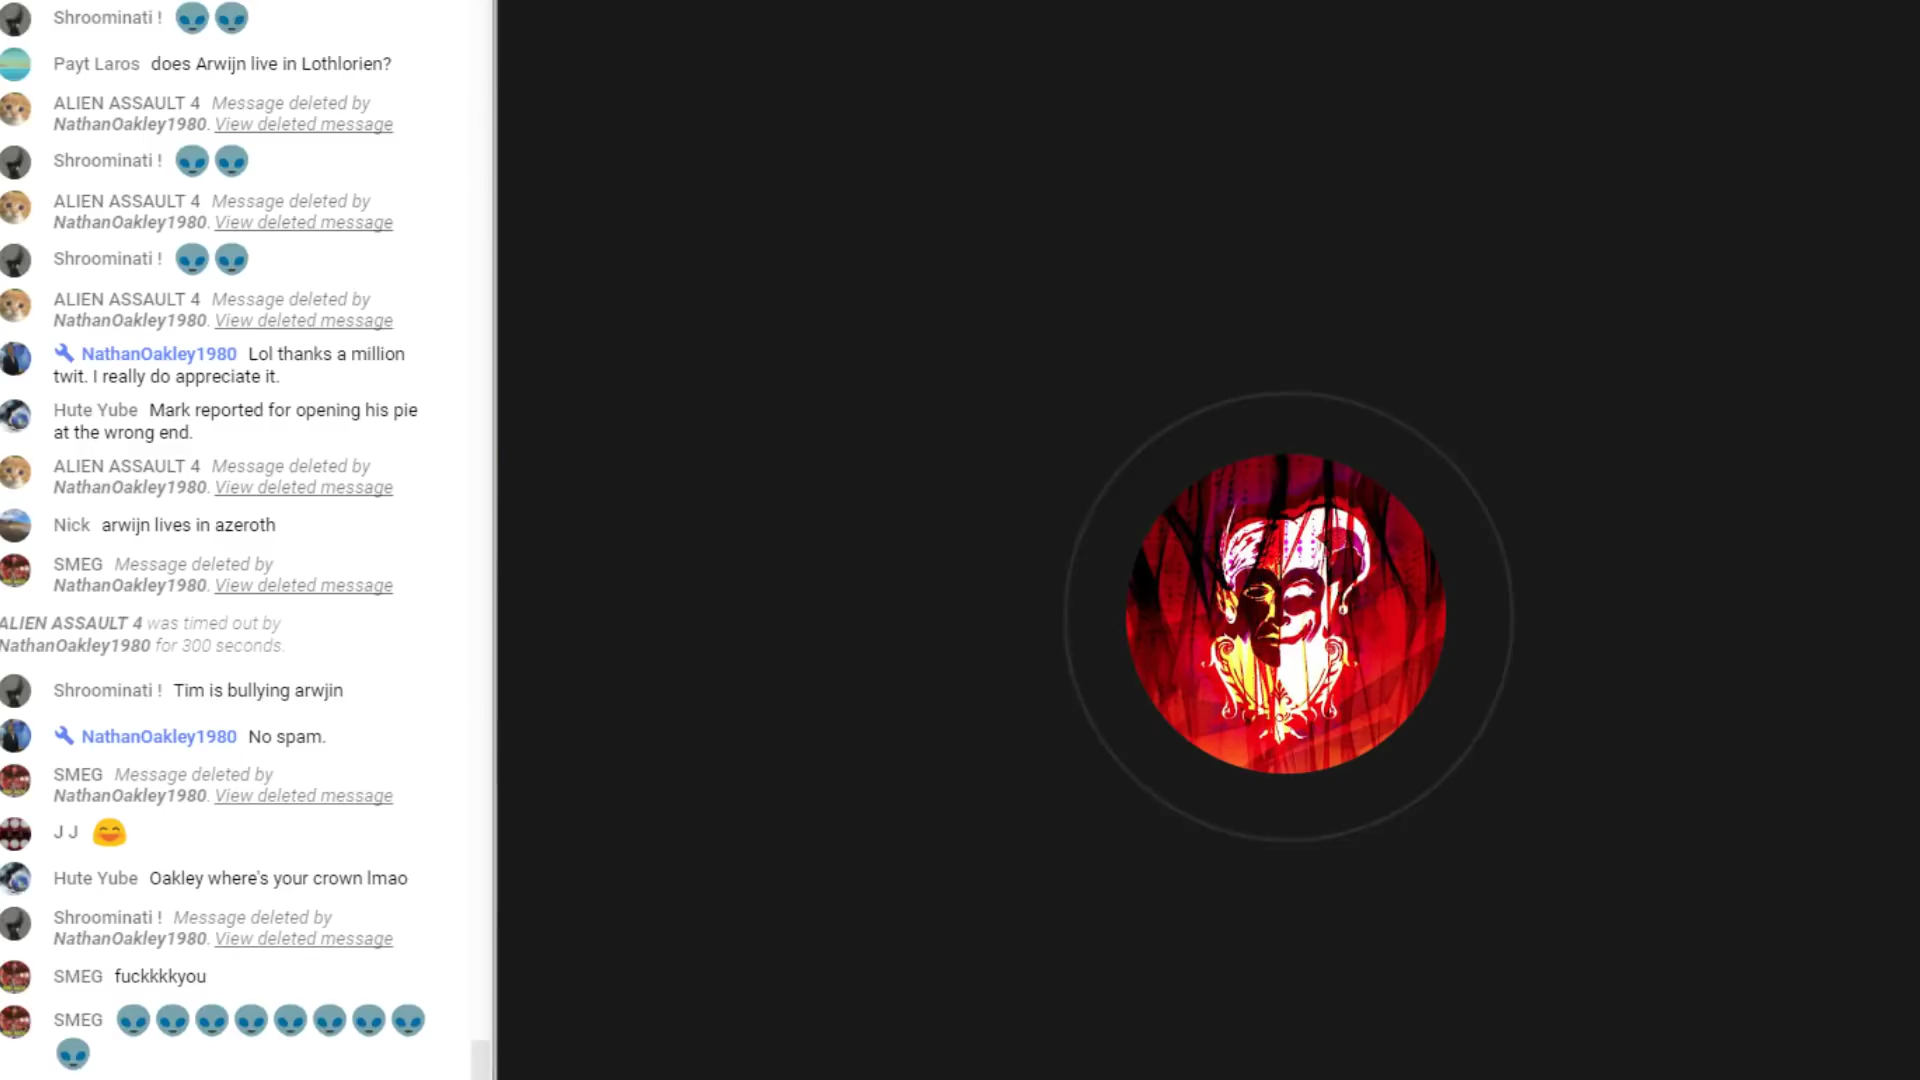 Shroominati !
Payt Laros does Arwijn live in Lothlorien?
ALIEN ASSAULT 4 Message deleted by
NathanOakley1980. View deleted message
Shroominati !
ALIEN ASSAULT 4 Message deleted by
NathanOakley1980. View deleted message
Shroominati !
ALIEN ASSAULT 4 Message deleted by
NathanOakley1980. View deleted message
NathanOakley1980 Lol thanks a million
twit. I really do appreciate it.
Hute Yube Mark reported for opening his pie
at the wrong end.
ALIEN ASSAULT 4 Message deleted by
NathanOakley1980. View deleted message
Nick arwijn lives in azeroth
SMEG Message deleted by
NathanOakley1980. View deleted message
ALIEN ASSAULT 4 was timed out by
NathanOakley1980 for 300 seconds.
Shroominati ! Tim is bullying arwjin
NathanOakley1980 No spam.
SMEG Message deleted by
NathanOakley1980. View deleted message
J J
Hute Yube Oakley where's your crown lmao
Shroominati ! Message deleted by
NathanOakley1980. View deleted message
SMEG fuckkkkyou
SMEG